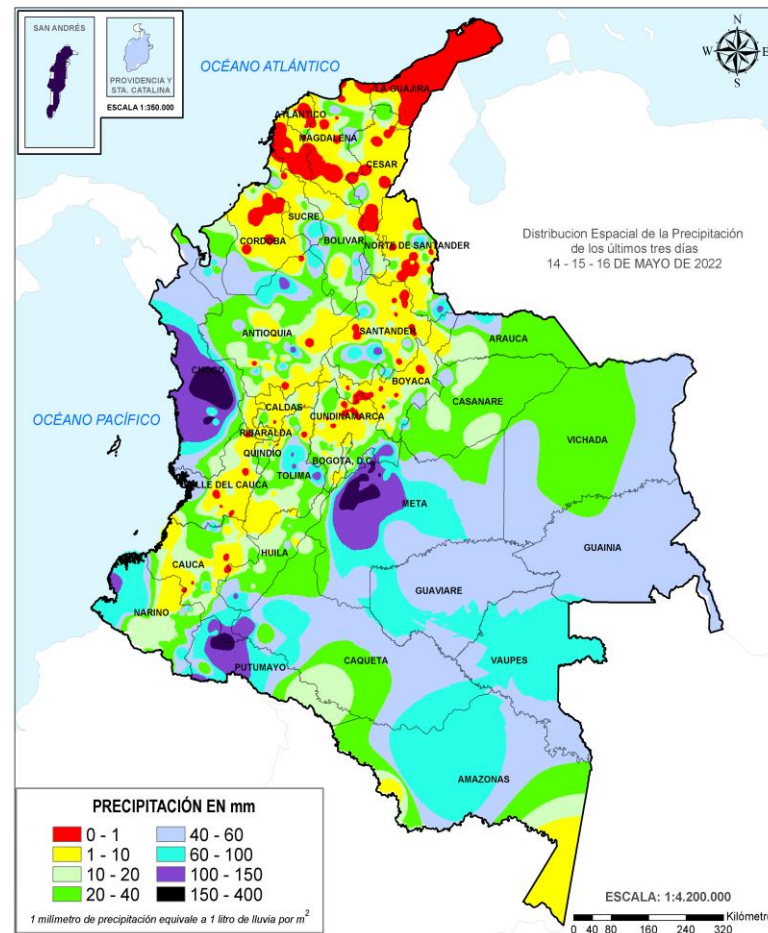 SAN ANDRÉS
PROVIDENCIA Y
STA. CATALINA
ESCALA 1:350.000
OCÉANO ATLÁNTICO
N
W
E
S
LA GUAJIRA
ATLÁNTICO
MAGDALENA
CESAR
SUCRE
CORDOBA
BOLIVAR
NORTE DE SANTANDER
Distribucion Espacial de la Precipitación
de los últimos tres días
14 - 15 - 16 DE MAYO DE 2022
ANTIOQUIA
SANTANDER
ARAUCA
CHOCO
BOYACA
CASANARE
CALDAS
CUNDINAMARCA
OCÉANO PACÍFICO
RISARALDA
VICHADA
QUINDIO
BOGOTA, D.C.
TOLIMA
VALLE DEL CAUCA
META
GUAINIA
HUILA
CAUCA
GUAVIARE
NARIÑO
CAQUETA
VAUPES
PUTUMAYO
AMAZONAS
PRECIPITACIÓN EN mm
0 - 1
40 - 60
1 - 10
60 - 100
10 - 20
100 - 150
20 - 40
150 - 400
1 milímetro de precipitación equivale a 1 litro de lluvia por m²
ESCALA: 1:4.200.000
Kilómetro
0 40 80 160 240 320